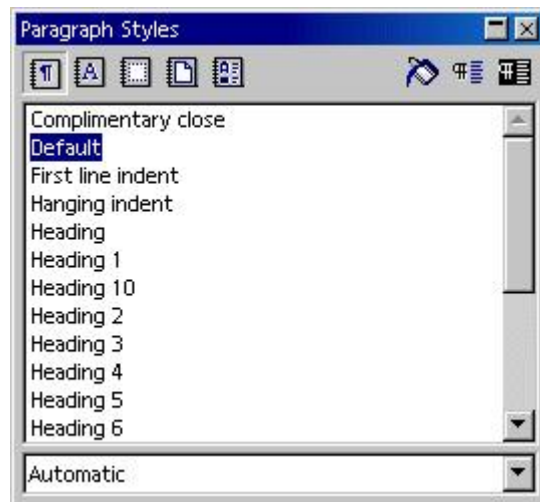 Paragraph Styles
Complimentary close
Default
First line indent
Hanging indent
Heading
Heading 1
Heading 10
Heading 2
Heading 3
Heading 4
Heading 5
Heading 6
Automatic